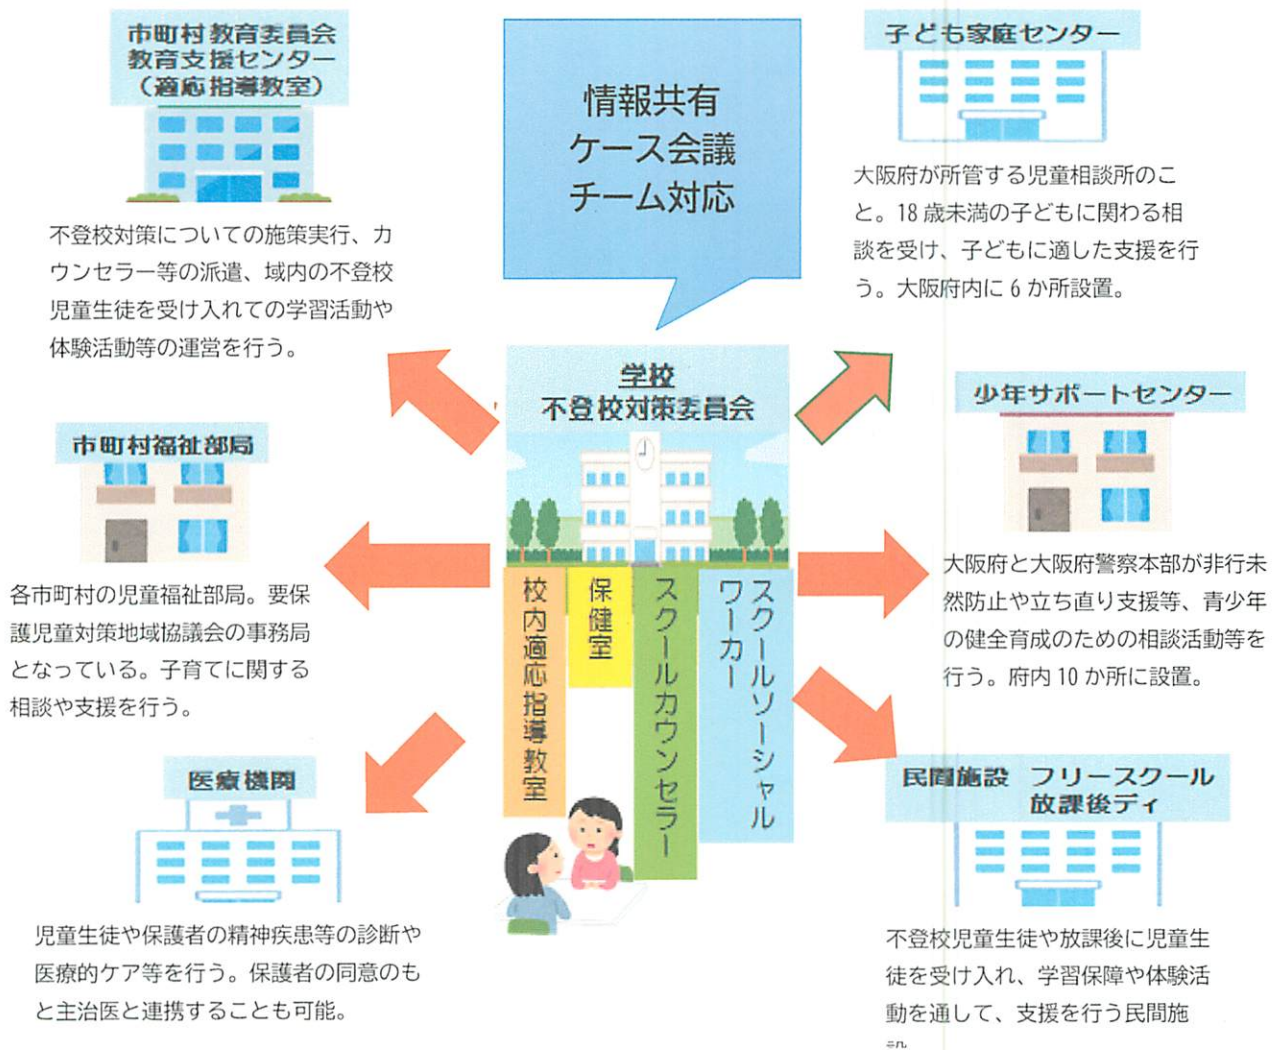 市町村教育委員会
教育支援センター
（適応指導教室）
不登校対策についての施策実行、カ
ウンセラー等の派遣、域内の不登校
児童生徒を受け入れての学習活動や
体験活動等の運営を行う。
市町村福祉部局
各市町村の児童福祉部局。要保
護児童対策地域協議会の事務局
となっている。子育てに関する
相談や支援を行う。
医療機関
児童生徒や保護者の精神疾患等の診断や
医療的ケア等を行う。保護者の同意のも
と主治医と連携することも可能。
情報共有
ケース会議
チーム対応
学校
不登校対策委員会
校内適応指導教室
保健室
スクールカウンセラー
スクールソーシャル
ワーカー
子ども家庭センター
大阪府が所管する児童相談所のこ
と。18 歳未満の子どもに関わる相
談を受け、子どもに適した支援を行
う。大阪府内に 6 か所設置。
少年サポートセンター
大阪府と大阪府警察本部が非行未
然防止や立ち直り支援等、青少年
の健全育成のための相談活動等を
行う。府内 10 か所に設置。
民間施設　フリースクール
放課後ディ
不登校児童生徒や放課後に児童生
徒を受け入れ、学習保障や体験活
動を通して、支援を行う民間施